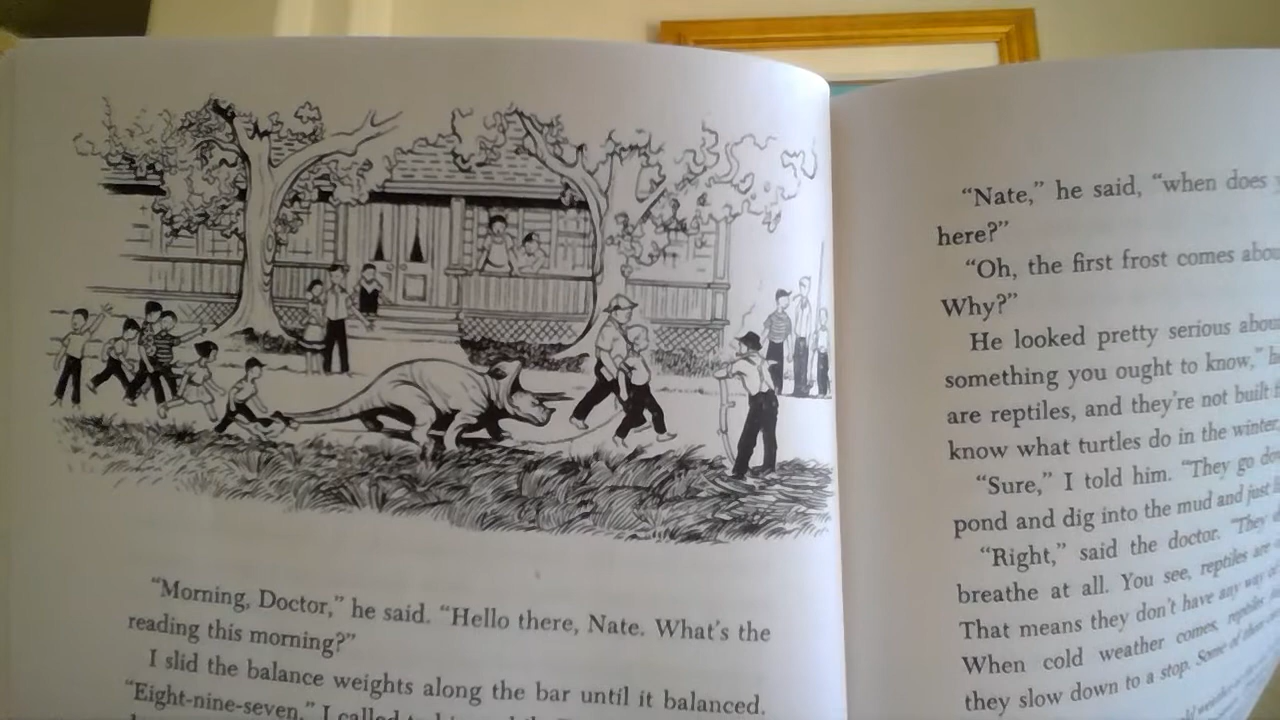 “Morning, Doctor,” he said. “Hello there, Nate. What’s the
reading this morning?”
I slid the balance weights along the bar until it balanced.
“Eight-nine-seven,” I called
“Nate,” he said, “when does
here?”
“Oh, the first frost comes
Why?”
He looked pretty serious
something you ought to know,”
are reptiles, and they’re not built
know what turtles do in the winter
“Sure,” I told him. “They go
pond and dig into the mud and just
“Right,” said the doctor. “They
breathe at all. You see, reptiles are
That means they don’t have any way
When cold weather comes, reptiles
they slow down to a stop. Some of